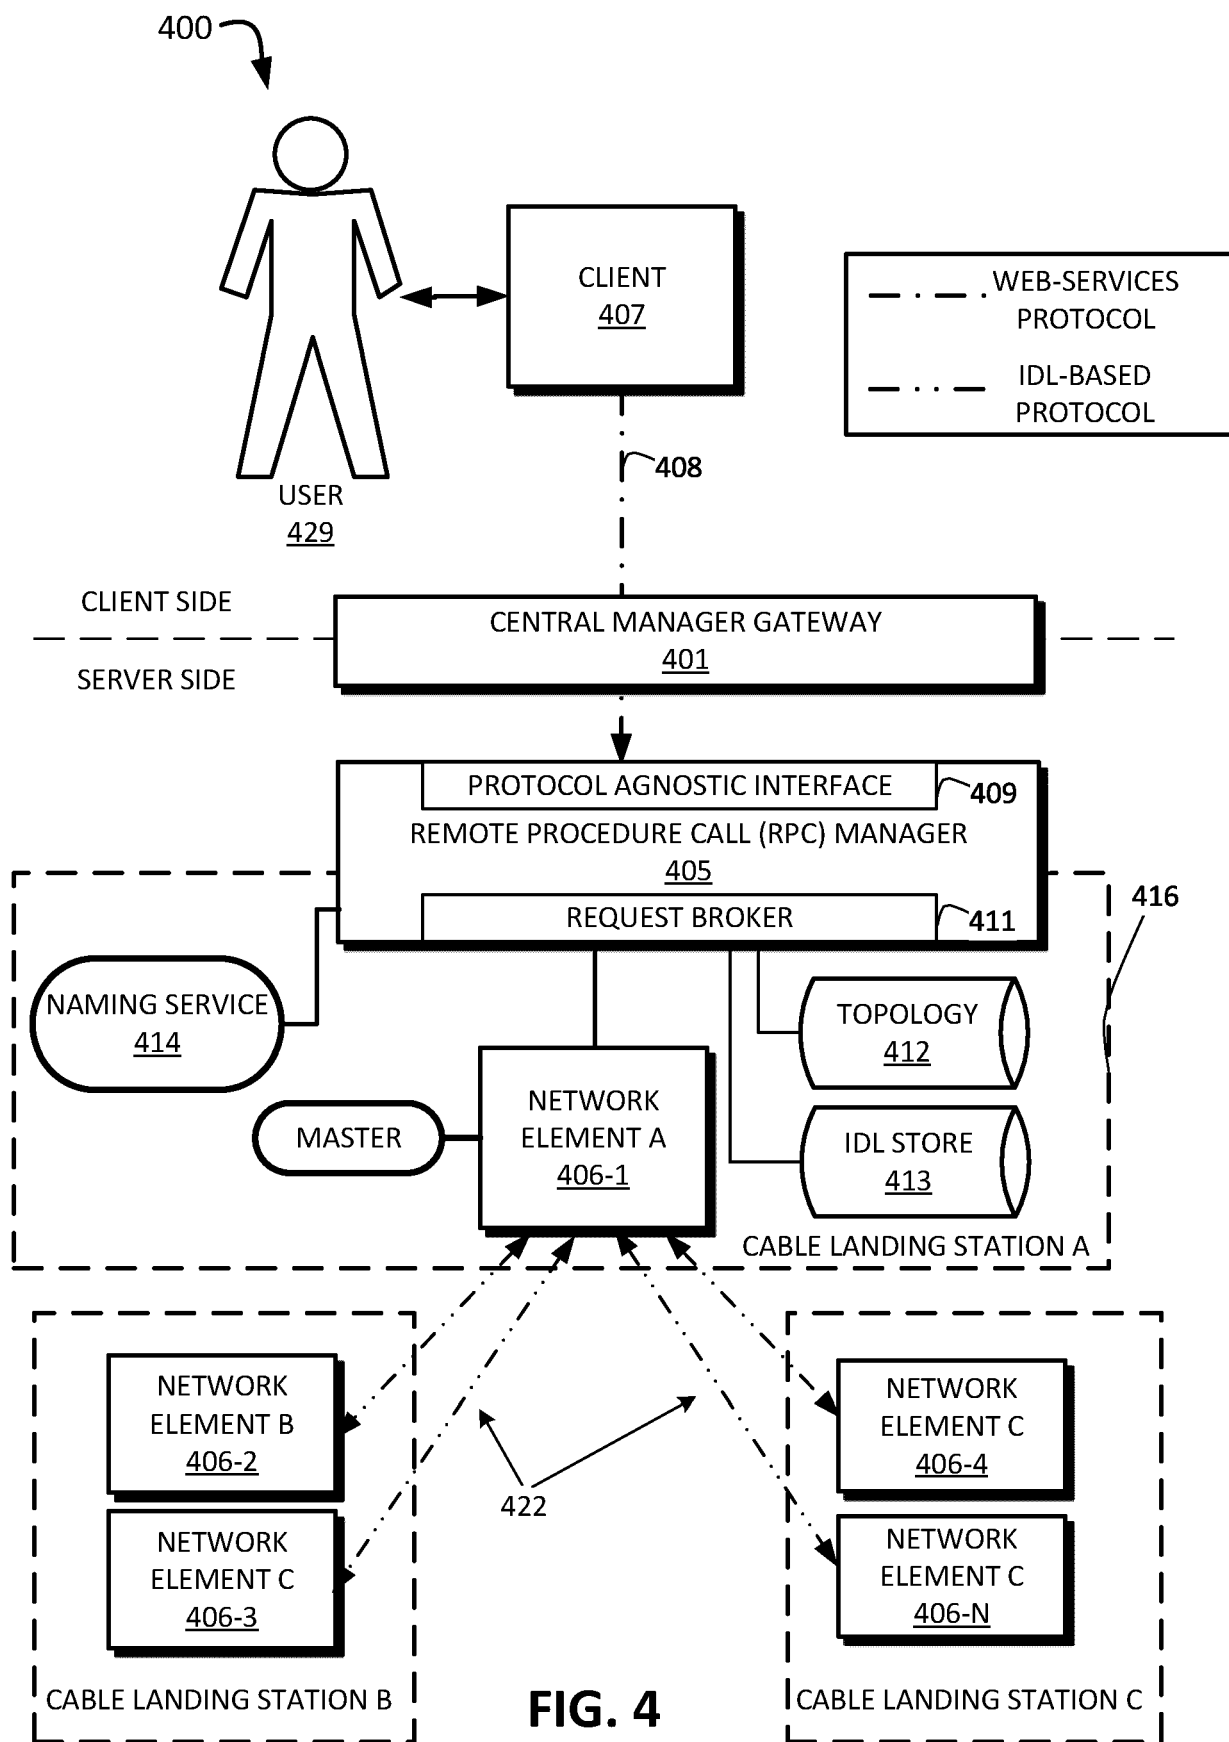 400
CLIENT
407
WEB-SERVICES
PROTOCOL
IDL-BASED
PROTOCOL
408
USER
429
CLIENT SIDE
SERVER SIDE
CENTRAL MANAGER GATEWAY
401
PROTOCOL AGNOSTIC INTERFACE
409
REMOTE PROCEDURE CALL (RPC) MANAGER
405
REQUEST BROKER
411
416
NAMING SERVICE
414
TOPOLOGY
412
MASTER
NETWORK
ELEMENT A
406-1
IDL STORE
413
CABLE LANDING STATION A
NETWORK
ELEMENT B
406-2
NETWORK
ELEMENT C
406-3
CABLE LANDING STATION B
422
NETWORK
ELEMENT C
406-4
NETWORK
ELEMENT C
406-N
CABLE LANDING STATION C
FIG. 4